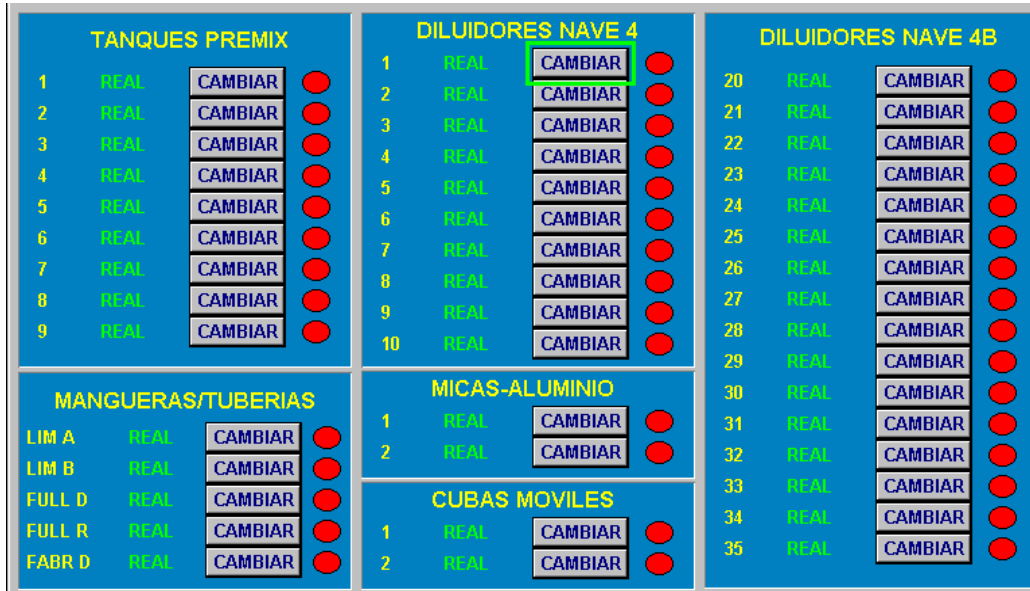 TANQUES PREMIX
1 REAL CAMBIAR
2 REAL CAMBIAR
3 REAL CAMBIAR
4 REAL CAMBIAR
5 REAL CAMBIAR
6 REAL CAMBIAR
7 REAL CAMBIAR
8 REAL CAMBIAR
9 REAL CAMBIAR
MANGUERAS/TUBERIAS
LIM A REAL CAMBIAR
LIM B REAL CAMBIAR
FULL D REAL CAMBIAR
FULL R REAL CAMBIAR
FABR D REAL CAMBIAR
DILUIDORES NAVE 4
1 REAL CAMBIAR
2 REAL CAMBIAR
3 REAL CAMBIAR
4 REAL CAMBIAR
5 REAL CAMBIAR
6 REAL CAMBIAR
7 REAL CAMBIAR
8 REAL CAMBIAR
9 REAL CAMBIAR
10 REAL CAMBIAR
MICAS-ALUMINIO
1 REAL CAMBIAR
2 REAL CAMBIAR
CUBAS MOVILES
1 REAL CAMBIAR
2 REAL CAMBIAR
DILUIDORES NAVE 4B
20 REAL CAMBIAR
21 REAL CAMBIAR
22 REAL CAMBIAR
23 REAL CAMBIAR
24 REAL CAMBIAR
25 REAL CAMBIAR
26 REAL CAMBIAR
27 REAL CAMBIAR
28 REAL CAMBIAR
29 REAL CAMBIAR
30 REAL CAMBIAR
31 REAL CAMBIAR
32 REAL CAMBIAR
33 REAL CAMBIAR
34 REAL CAMBIAR
35 REAL CAMBIAR